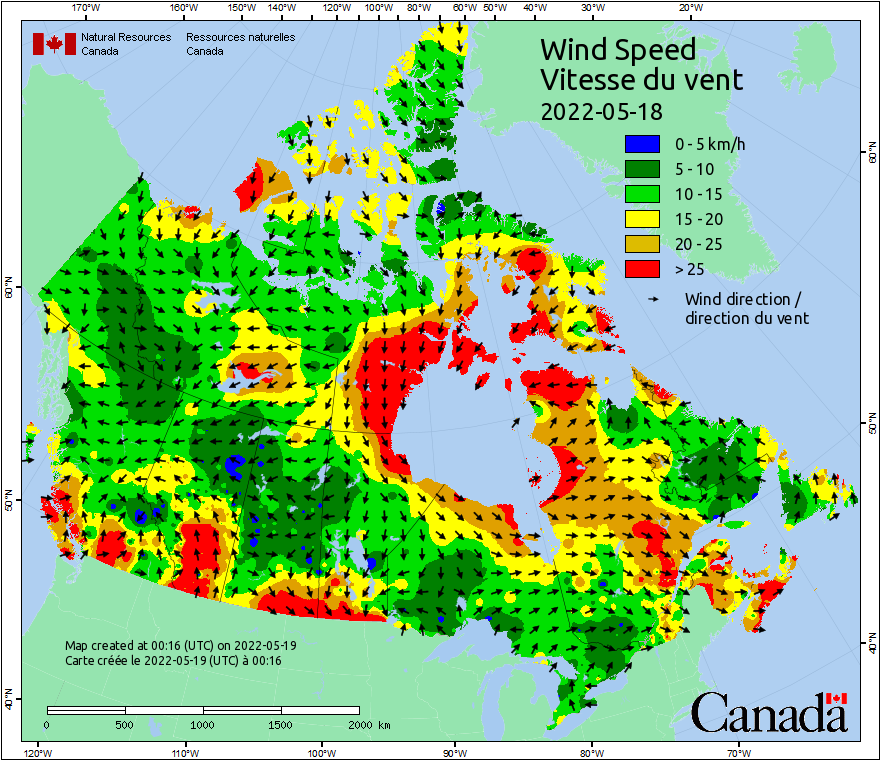 170°W 160°W 150°W 140°W 120°W 100°W 80°W 60°W 50°W 40°W 30°W 20°W
Natural Resources Canada
Ressources naturelles Canada
Wind Speed
Vitesse du vent
2022-05-18
0 - 5 km/h
5 - 10
10 - 15
15 - 20
20 - 25
> 25
Wind direction /
direction du vent
60°N
60°N
50°N
50°N
40°N
40°N
Map created at 00:16 (UTC) on 2022-05-19
Carte créée le 2022-05-19 (UTC) à 00:16
0 500 1000 1500 2000 km
Canada
120°W 110°W 100°W 90°W 80°W 70°W